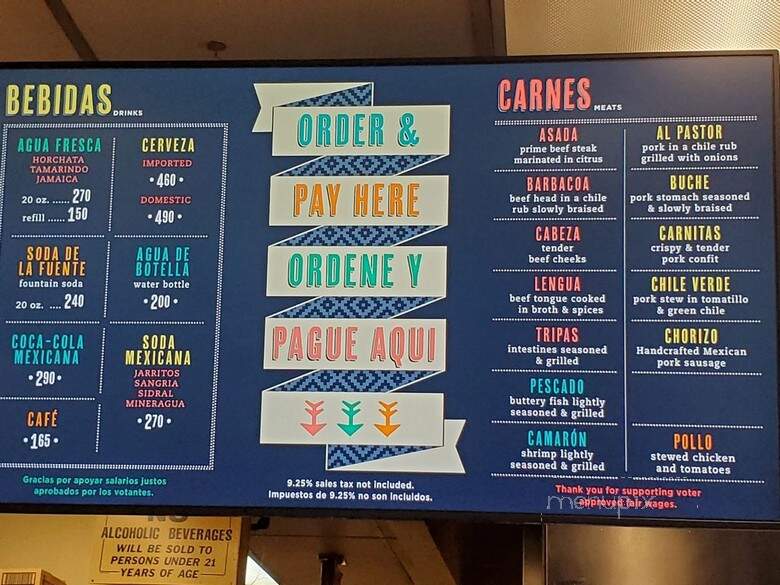 BEBIDAS DRINKS
AGUA FRESCA
HORCHATA
TAMARINDO
JAMAICA
20 oz. ...... 270
refill ...... 150
CERVEZA
IMPORTED
•460•
DOMESTIC
•490•
SODA DE
LA FUENTE
fountain soda
20 oz. .... 240
AGUA DE
BOTELLA
water bottle
•200•
COCA-COLA
MEXICANA
•290•
SODA
MEXICANA
JARRITOS
SANGRIA
SIDRAL
MINERAGUA
•270•
CAFÉ
•165•
Gracias por apoyar salarios justos
aprobados por los votantes.
ORDER &
PAY HERE
ORDENE Y
PAGUE AQUI
9.25% sales tax not included.
Impuestos de 9.25% no son incluidos.
CARNES MEATS
ASADA
prime beef steak
marinated in citrus
BARBACOA
beef head in a chile
rub slowly braised
CABEZA
tender
beef cheeks
LENGUA
beef tongue cooked
in broth & spices
TRIPAS
intestines seasoned
& grilled
PESCADO
buttery fish lightly
seasoned & grilled
CAMARÓN
shrimp lightly
seasoned & grilled
AL PASTOR
pork in a chile rub
grilled with onions
BUCHE
pork stomach seasoned
& slowly braised
CARNITAS
crispy & tender
pork confit
CHILE VERDE
pork stew in tomatillo
& green chile
CHORIZO
Handcrafted Mexican
pork sausage
POLLO
stewed chicken
and tomatoes
Thank you for supporting voter
approved fair wages.
menupix
NO
ALCOHOLIC BEVERAGES
WILL BE SOLD TO
PERSONS UNDER 21
YEARS OF AGE